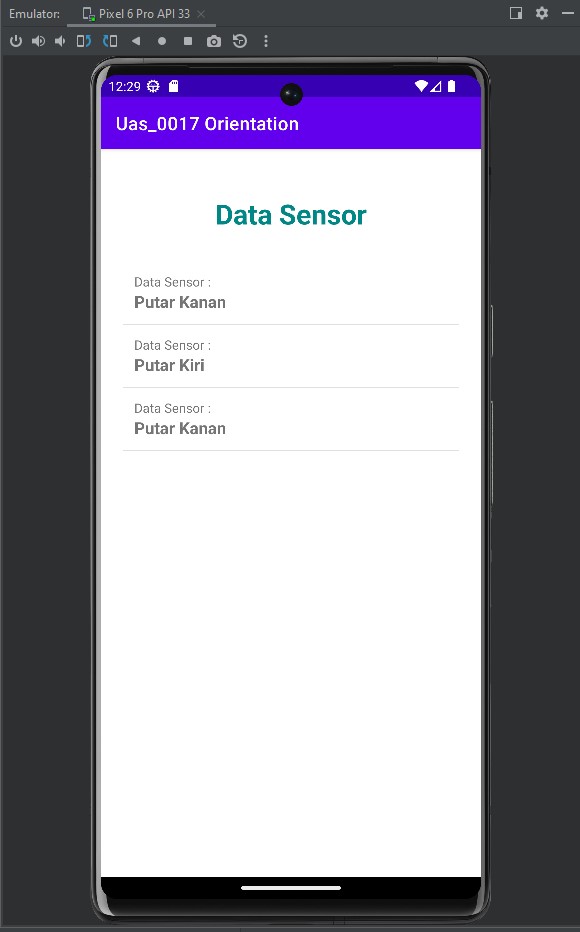 Emulator: Pixel 6 Pro API 33
12:29
Uas_0017 Orientation
Data Sensor
Data Sensor :
Putar Kanan
Data Sensor :
Putar Kiri
Data Sensor :
Putar Kanan